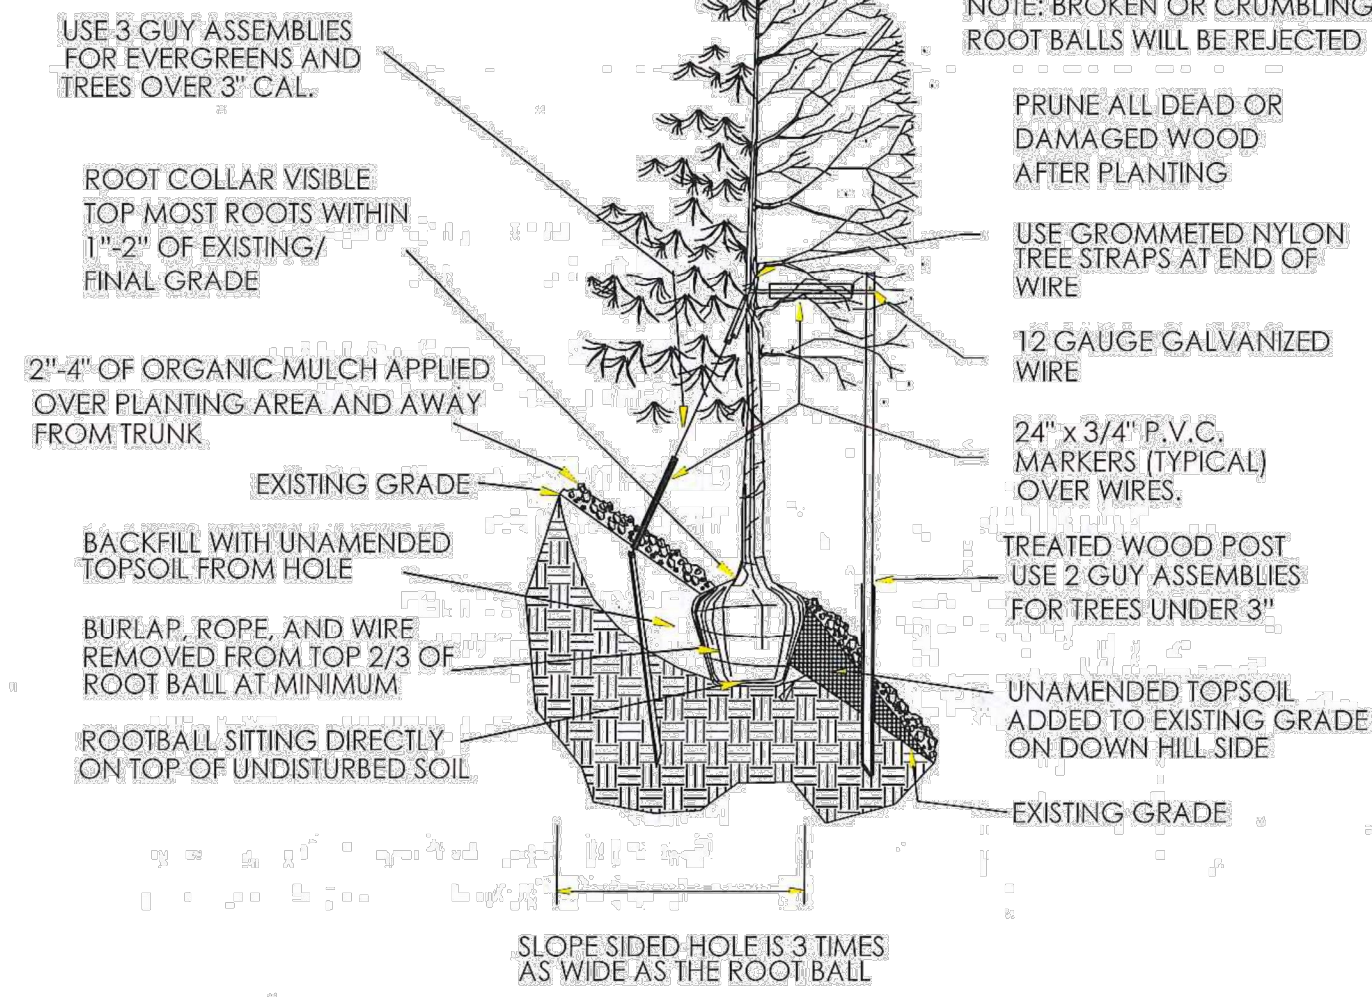 USE 3 GUY ASSEMBLIES
FOR EVERGREENS AND
TREES OVER 3" CAL.
ROOT COLLAR VISIBLE
TOP MOST ROOTS WITHIN
1"-2" OF EXISTING/
FINAL GRADE
2"-4" OF ORGANIC MULCH APPLIED
OVER PLANTING AREA AND AWAY
FROM TRUNK
EXISTING GRADE
BACKFILL WITH UNAMENDED
TOPSOIL FROM HOLE
BURLAP, ROPE, AND WIRE
REMOVED FROM TOP 2/3 OF
ROOT BALL AT MINIMUM
ROOTBALL SITTING DIRECTLY
ON TOP OF UNDISTURBED SOIL
NOTE: BROKEN OR CRUMBLING
ROOT BALLS WILL BE REJECTED
PRUNE ALL DEAD OR
DAMAGED WOOD
AFTER PLANTING
USE GROMMETED NYLON
TREE STRAPS AT END OF
WIRE
12 GAUGE GALVANIZED
WIRE
24" x 3/4" P.V.C.
MARKERS (TYPICAL)
OVER WIRES.
TREATED WOOD POST
USE 2 GUY ASSEMBLIES
FOR TREES UNDER 3"
UNAMENDED TOPSOIL
ADDED TO EXISTING GRADE
ON DOWN HILL SIDE
EXISTING GRADE
SLOPE SIDED HOLE IS 3 TIMES
AS WIDE AS THE ROOT BALL